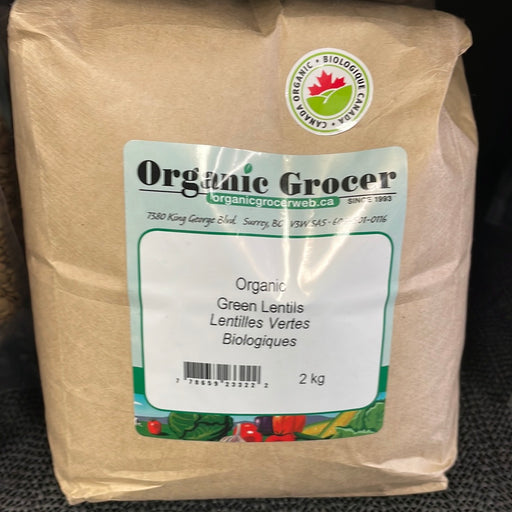 BIOLOGIQUE CANADA • CANADA ORGANIC •
Organic Grocer
organicgrocerweb.ca
SINCE 1993
7380 King George Blvd. Surrey, BC V3W 5A5 -
Organic
Green Lentils
Lentilles Vertes
Biologiques
7 78659 23322 2
2 kg